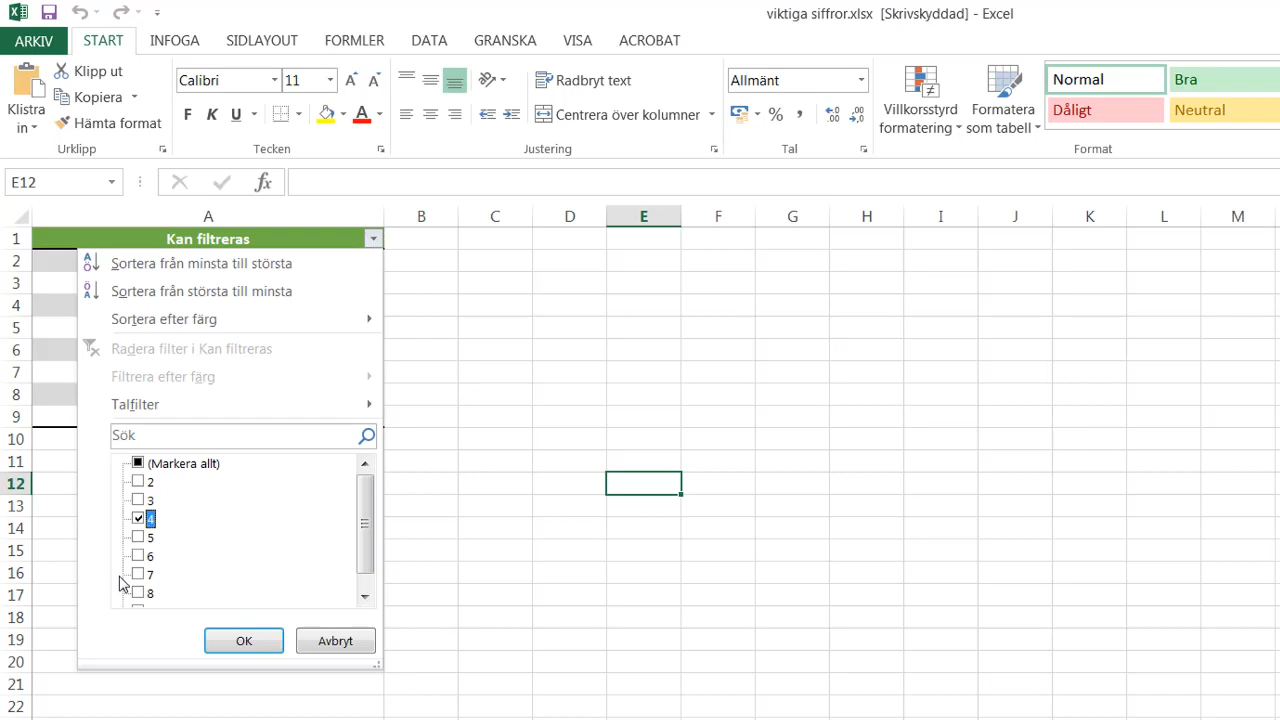 viktiga siffror.xlsx [Skrivskyddad] - Excel
ARKIV START INFOGA SIDLAYOUT FORMLER DATA GRANSKA VISA ACROBAT
Klistra in
Klipp ut
Kopiera
Hämta format
Urklipp
Calibri 11
F K U A
Tecken
Radbryt text
Centrera över kolumner
Justering
Allmänt
% , ,0 ,00 ,00 ,0
Tal
Villkorsstyrd formatering
Formatera som tabell
Normal Bra
Dåligt Neutral
Format
E12 fx
A B C D E F G H I J K L M
1 Kan filtreras
2
3
4
5
6
7
8
9
10
11
12
13
14
15
16
17
18
19
20
21
22
Sortera från minsta till största
Sortera från största till minsta
Sortera efter färg
Radera filter i Kan filtreras
Filtrera efter färg
Talfilter
Sök
(Markera allt)
2
3
4
5
6
7
8
OK Avbryt